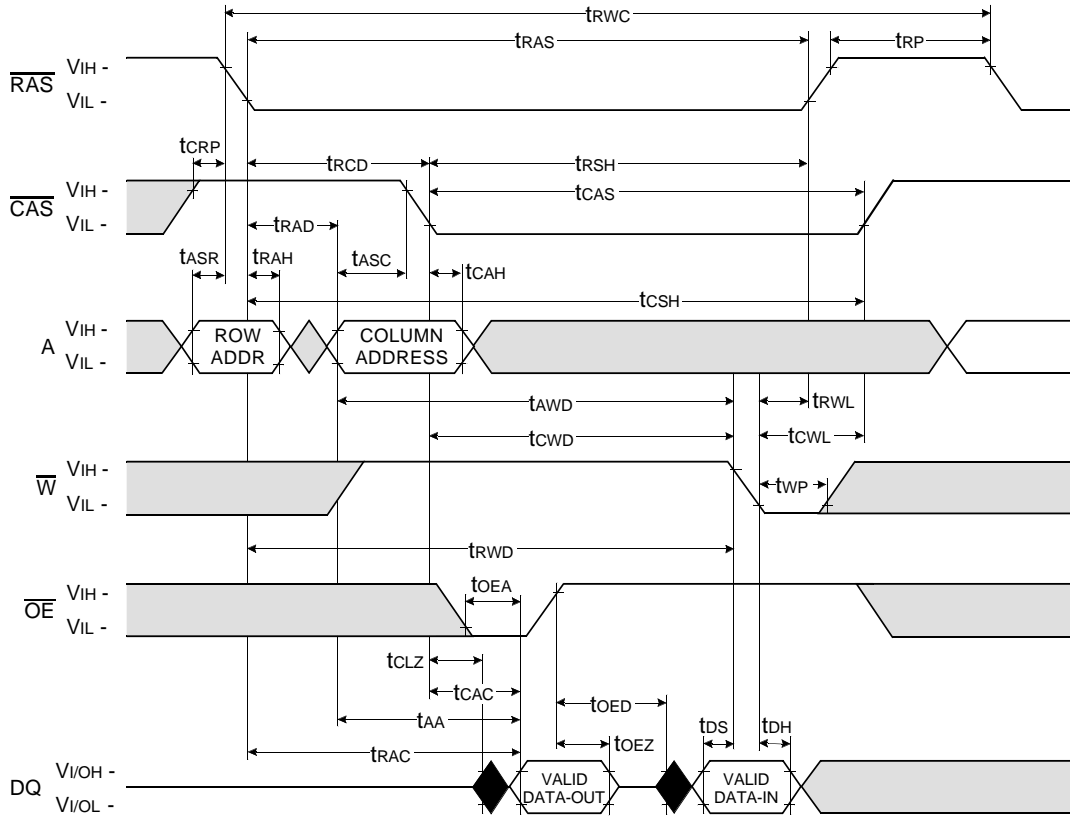 tRWC
tRAS
tRP
RAS
VIH -
VIL -
tCRP
tRCD
tRSH
CAS
VIH -
VIL -
tCAS
tRAD
tASR
tRAH
tASC
tCAH
tCSH
A
VIH -
VIL -
ROW
ADDR
COLUMN
ADDRESS
tAWD
tRWL
tCWD
tCWL
W
VIH -
VIL -
tWP
tRWD
OE
VIH -
VIL -
tOEA
tCLZ
tCAC
tOED
tAA
tOEZ
tDS
tDH
tRAC
DQ
VI/OH -
VI/OL -
VALID
DATA-OUT
VALID
DATA-IN